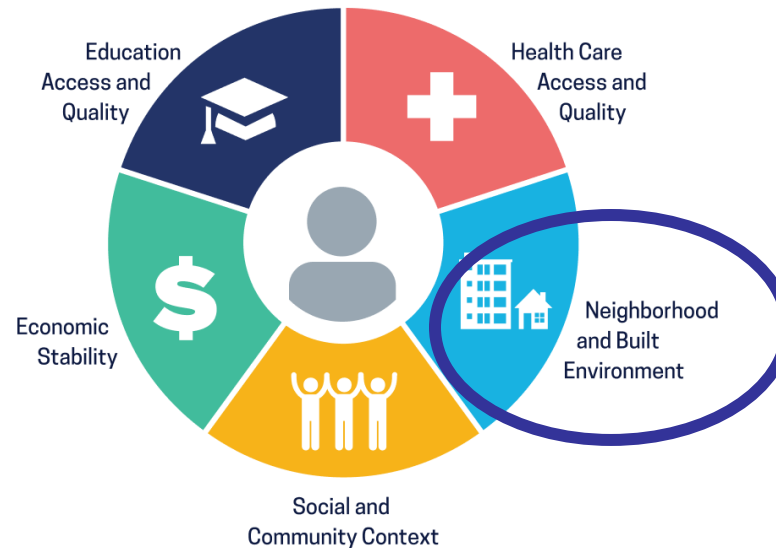 Education
Access and
Quality
Health Care
Access and
Quality
Economic
Stability
Neighborhood
and Built
Environment
Social and
Community Context